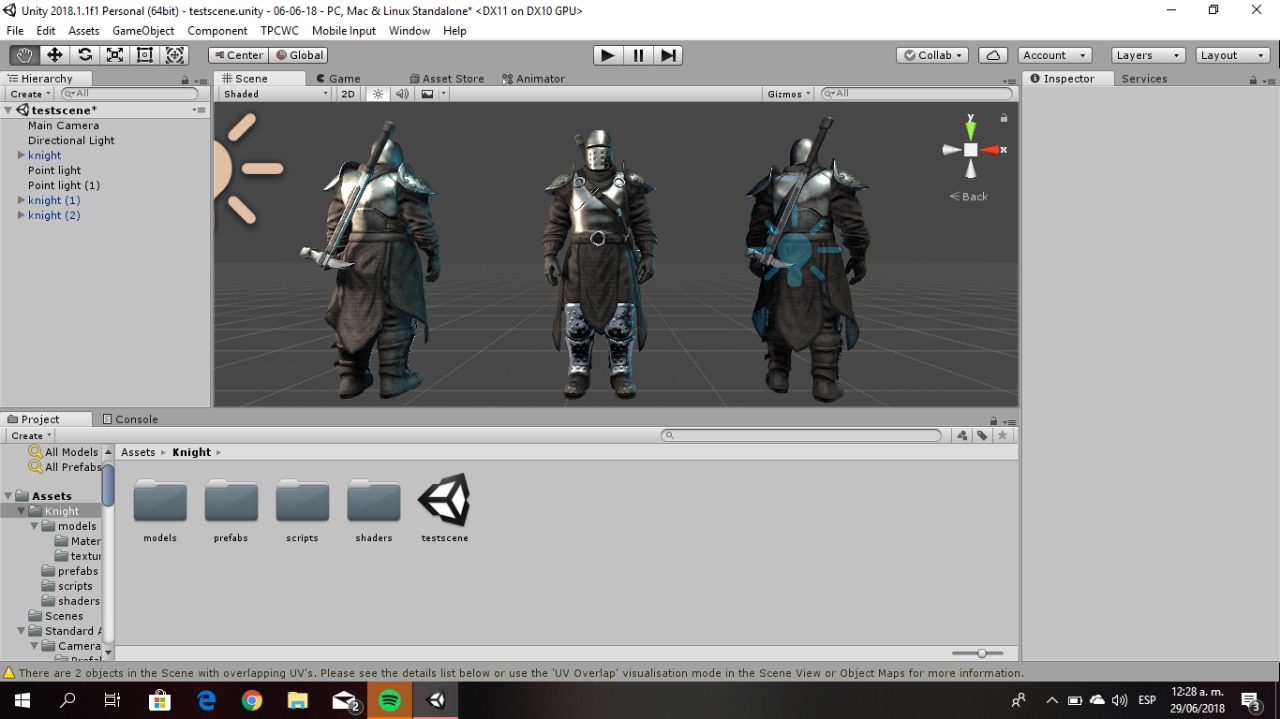 Unity 2018.1.1f1 Personal (64bit) - testscene.unity - 06-06-18 - PC, Mac & Linux Standalone* <DX11 on DX10 GPU>
File Edit Assets GameObject Component TPCWC Mobile Input Window Help
Center Global Collab Account Layers Layout
Hierarchy
Create All
testscene*
Main Camera
Directional Light
knight
Point light
Point light (1)
knight (1)
knight (2)
Scene Game Asset Store Animator
Shaded 2D Gizmos All
y
x
Back
Inspector Services
Project Console
Create
All Models
All Prefabs
Assets
Knight
models
Mater
textur
prefabs
scripts
shaders
Scenes
Standard A
Camera
Prefal
Assets Knight
models prefabs scripts shaders testscene
There are 2 objects in the Scene with overlapping UV's. Please see the details list below or use the 'UV Overlap' visualisation mode in the Scene View or Object Maps for more information.
2
ESP
12:28 a. m.
29/06/2018
3